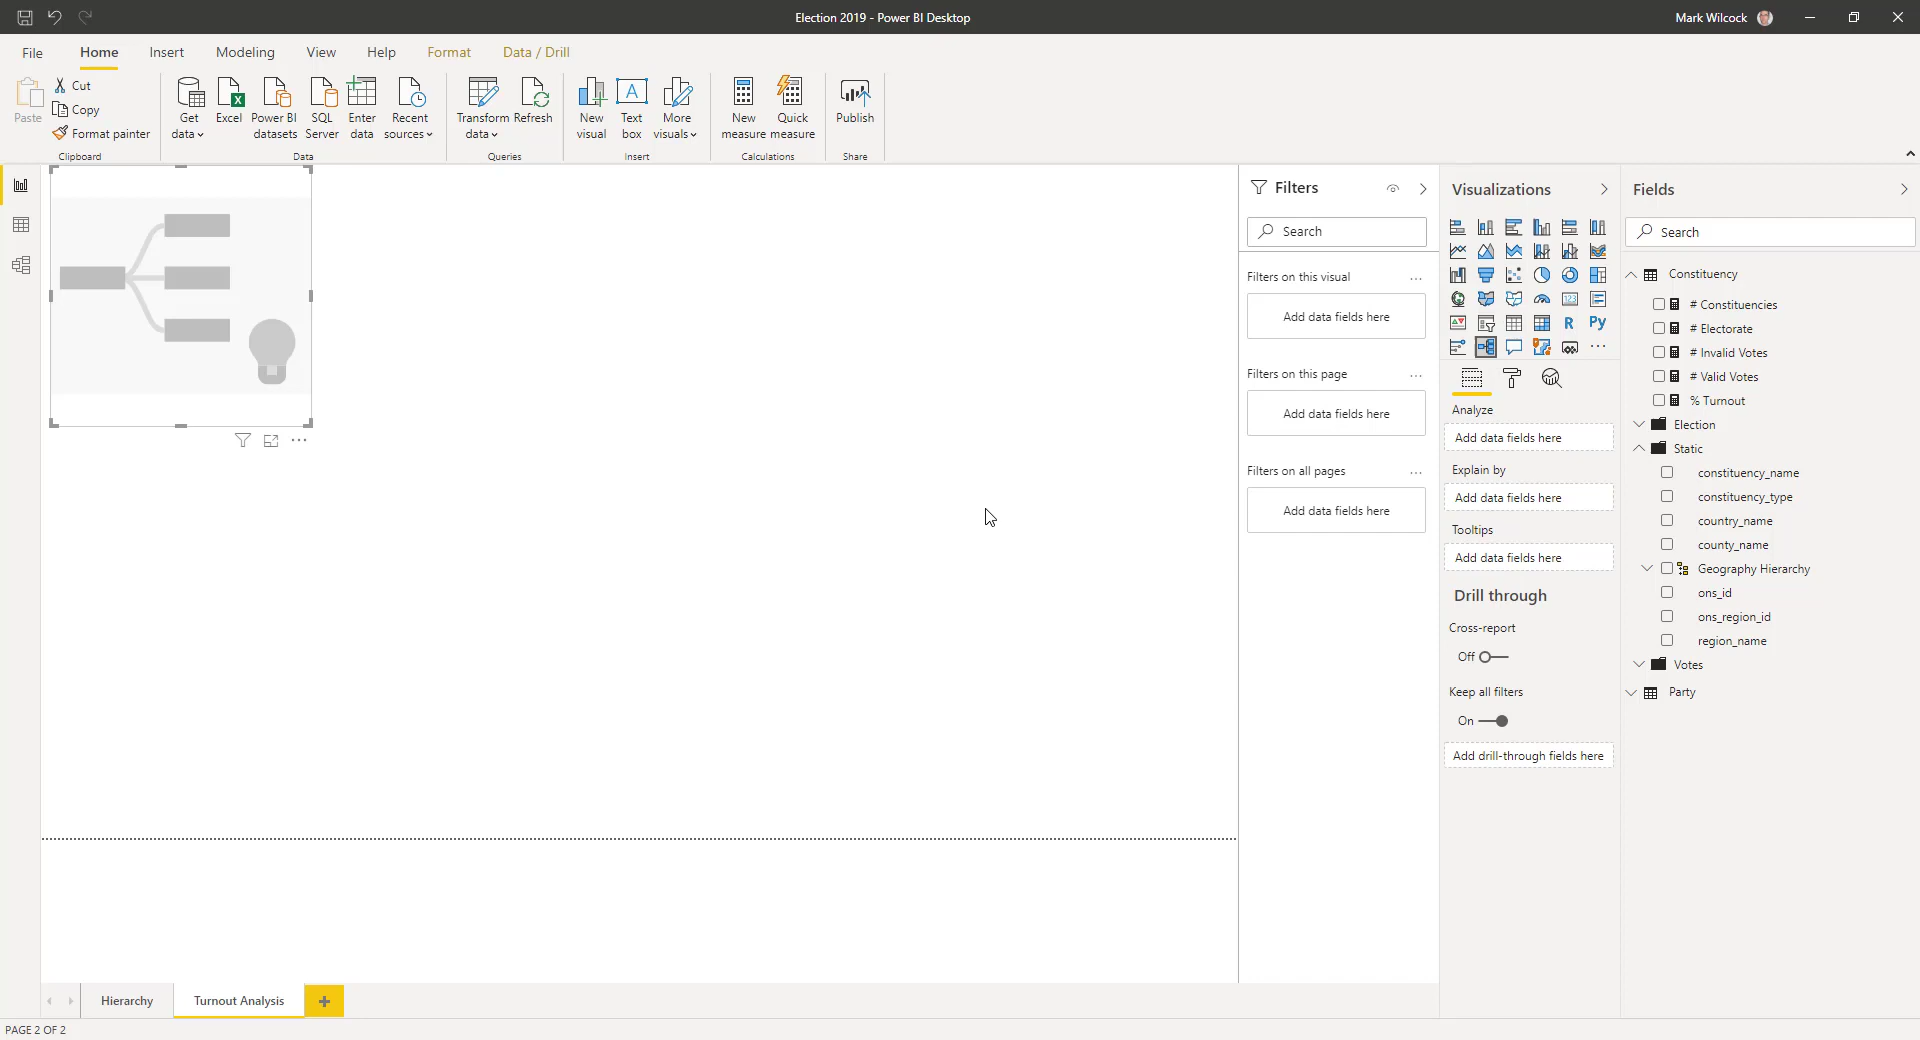 Election 2019 - Power BI Desktop
Mark Wilcock
File Home Insert Modeling View Help Format Data / Drill
Paste
Cut
Copy
Format painter
Clipboard
Get data
Excel
Power BI datasets
SQL Server
Enter data
Recent sources
Data
Transform data
Refresh
Queries
New visual
Text box
More visuals
Insert
New measure
Quick measure
Calculations
Publish
Share
Filters
Search
Filters on this visual
...
Add data fields here
Filters on this page
...
Add data fields here
Filters on all pages
...
Add data fields here
Visualizations
123
R
Py
...
Analyze
Add data fields here
Explain by
Add data fields here
Tooltips
Add data fields here
Drill through
Cross-report
Off
Keep all filters
On
Add drill-through fields here
Fields
Search
Constituency
# Constituencies
# Electorate
# Invalid Votes
# Valid Votes
% Turnout
Election
Static
constituency_name
constituency_type
country_name
county_name
Geography Hierarchy
ons_id
ons_region_id
region_name
Votes
Party
Hierarchy
Turnout Analysis
+
PAGE 2 OF 2